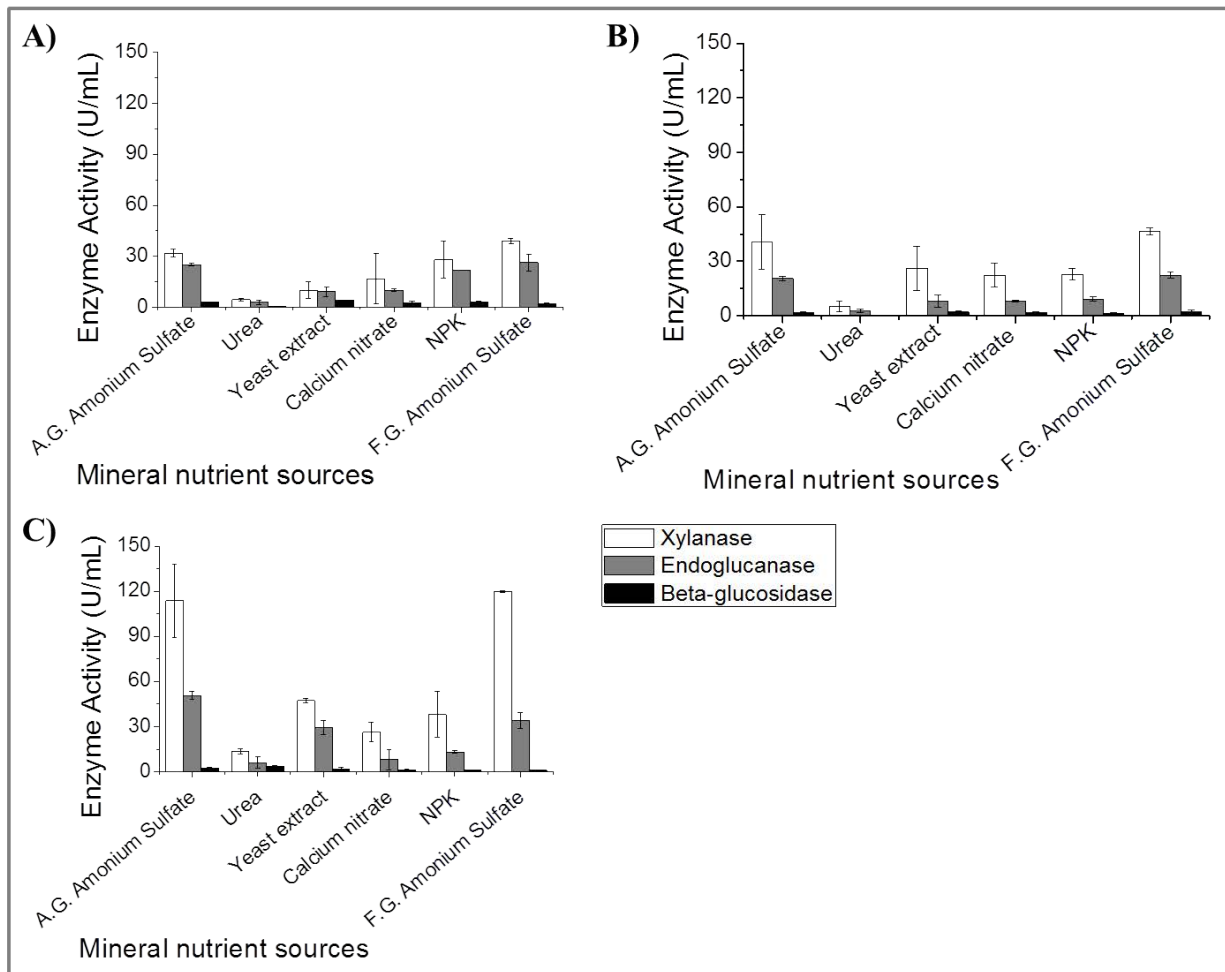 A)
150
120
90
60
30
0
Enzyme Activity (U/mL)
A.G. Amonium Sulfate
Urea
Yeast extract
Calcium nitrate
NPK
F.G. Amonium Sulfate
Mineral nutrient sources
B)
150
120
90
60
30
0
Enzyme Activity (U/mL)
A.G. Amonium Sulfate
Urea
Yeast extract
Calcium nitrate
NPK
F.G. Amonium Sulfate
Mineral nutrient sources
C)
150
120
90
60
30
0
Enzyme Activity (U/mL)
A.G. Amonium Sulfate
Urea
Yeast extract
Calcium nitrate
NPK
F.G. Amonium Sulfate
Mineral nutrient sources
Xylanase
Endoglucanase
Beta-glucosidase